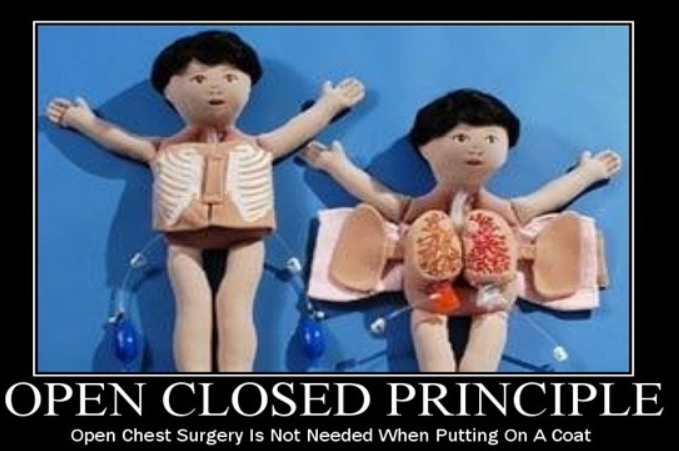 OPEN CLOSED PRINCIPLE
Open Chest Surgery Is Not Needed When Putting On A Coat